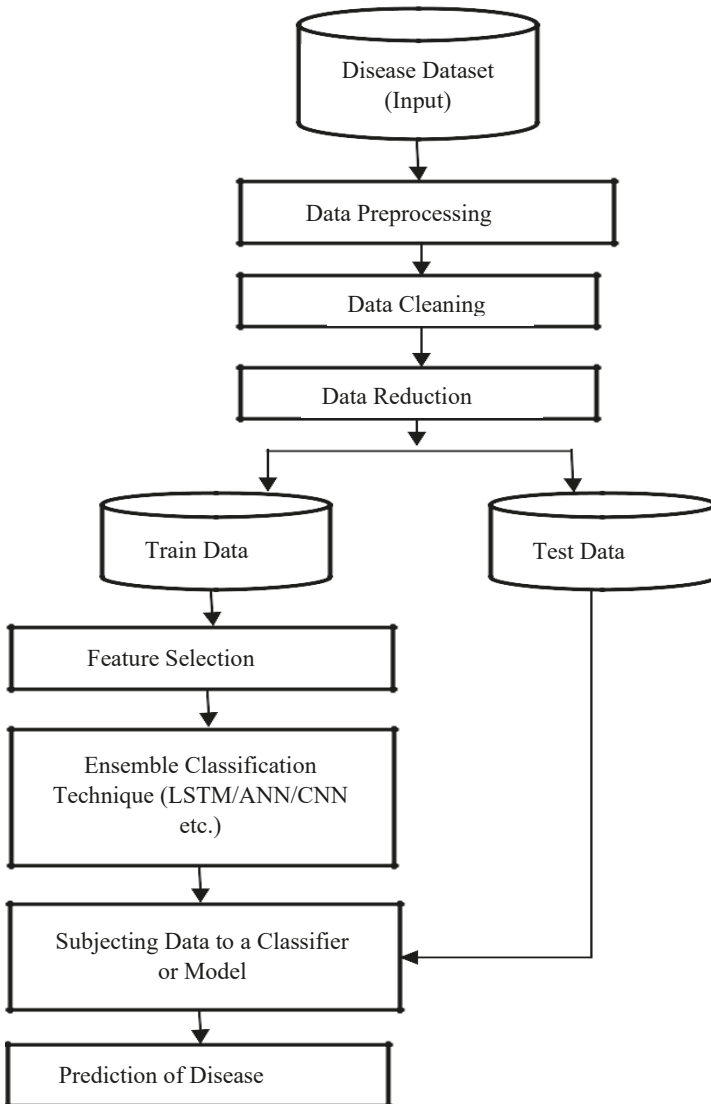 Disease Dataset
(Input)
Data Preprocessing
Data Cleaning
Data Reduction
Train Data
Test Data
Feature Selection
Ensemble Classification
Technique (LSTM/ANN/CNN
etc.)
Subjecting Data to a Classifier
or Model
Prediction of Disease